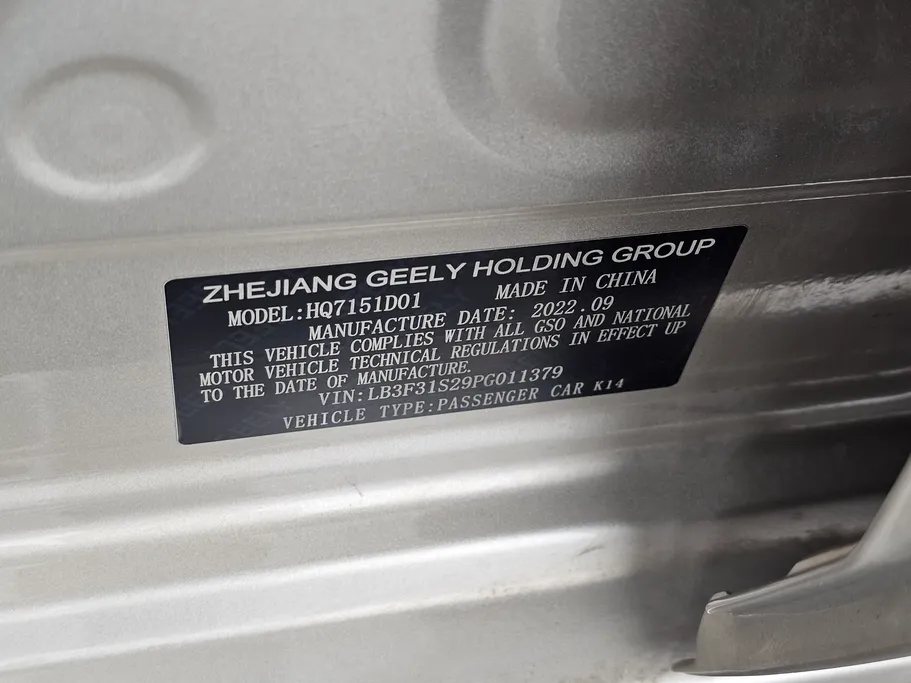 ZHEJIANG GEELY HOLDING GROUP
MODEL:HQ7151D01 MADE IN CHINA
MANUFACTURE DATE: 2022.09
THIS VEHICLE COMPLIES WITH ALL GSO AND NATIONAL
MOTOR VEHICLE TECHNICAL REGULATIONS IN EFFECT UP
TO THE DATE OF MANUFACTURE.
VIN:LB3F31S29PG011379
VEHICLE TYPE:PASSENGER CAR K14